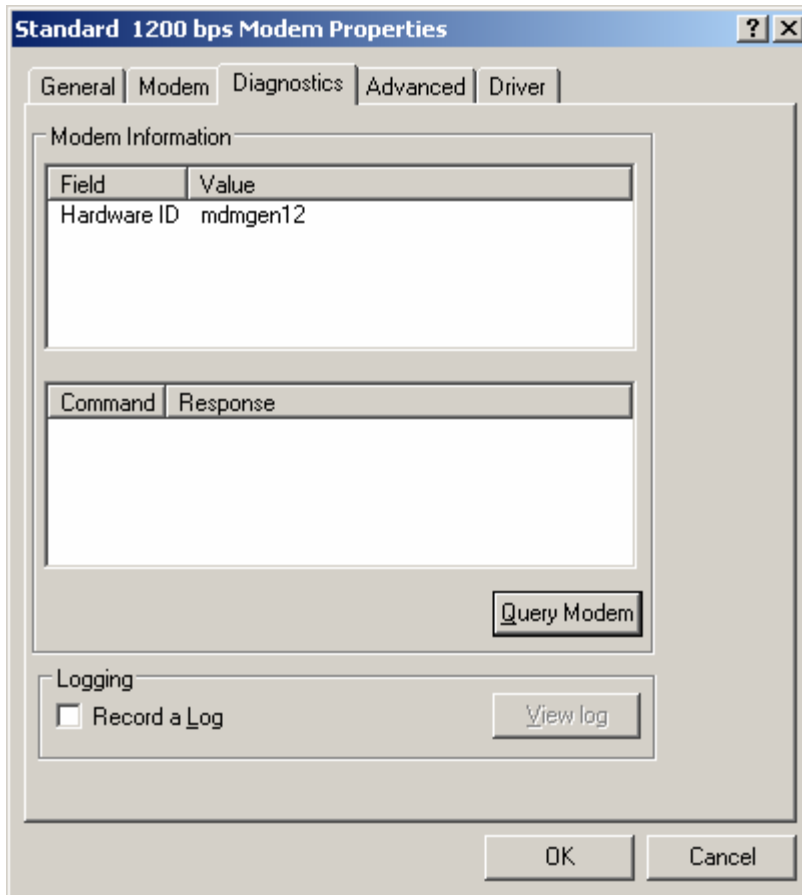 Standard 1200 bps Modem Properties
General Modem Diagnostics Advanced Driver
Modem Information
Field Value
Hardware ID mdmgen12
Command Response
Query Modem
Logging
Record a Log View log
OK Cancel